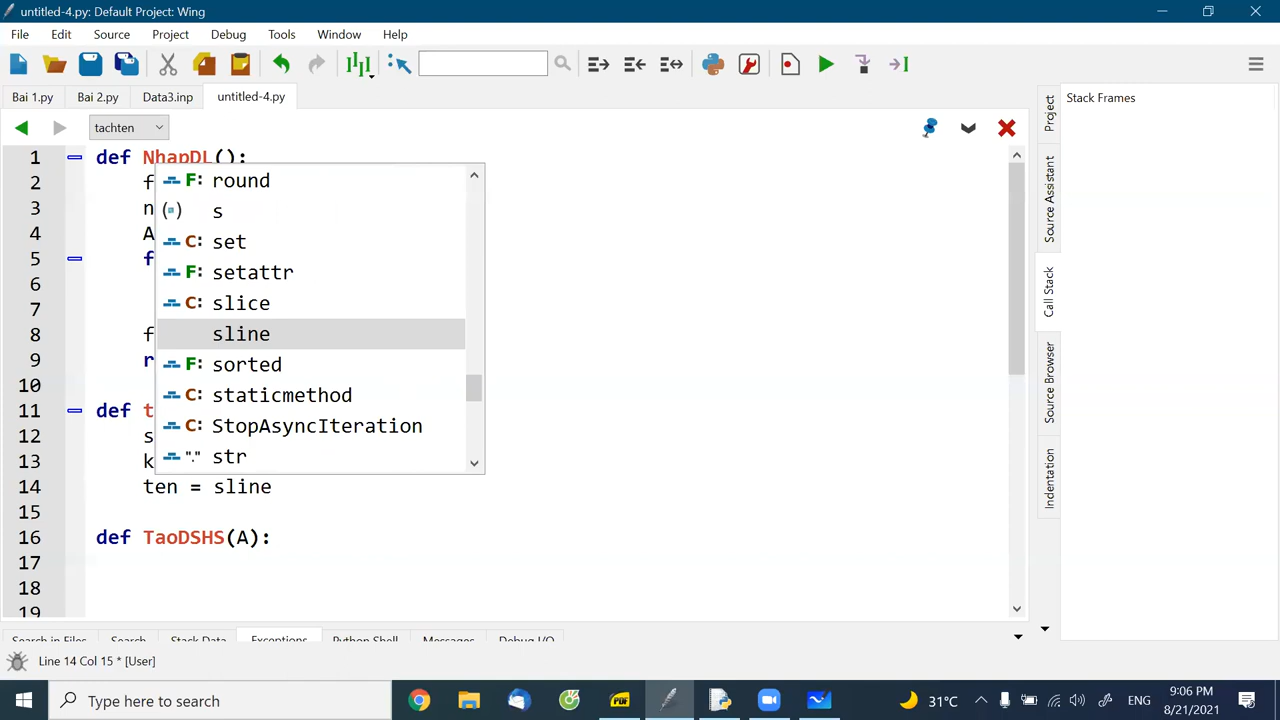 untitled-4.py: Default Project: Wing
File Edit Source Project Debug Tools Window Help
Bai 1.py Bai 2.py Data3.inp untitled-4.py
Stack Frames
tachten
1 def NhapDL():
2 f
3 n
4 A
5 f
6
7
8 f
9 r
10
11 def t
12 s
13 k
14 ten = sline
15
16 def TaoDSHS(A):
17
18
19
F: round
s
C: set
F: setattr
C: slice
sline
F: sorted
C: staticmethod
C: StopAsyncIteration
"." str
Project
Source Assistant
Call Stack
Source Browser
Indentation
Search in Files Search Stack Data Exceptions Python Shell Messages Debug I/O
Line 14 Col 15 * [User]
Type here to search
PDF
31°C ENG
9:06 PM
8/21/2021